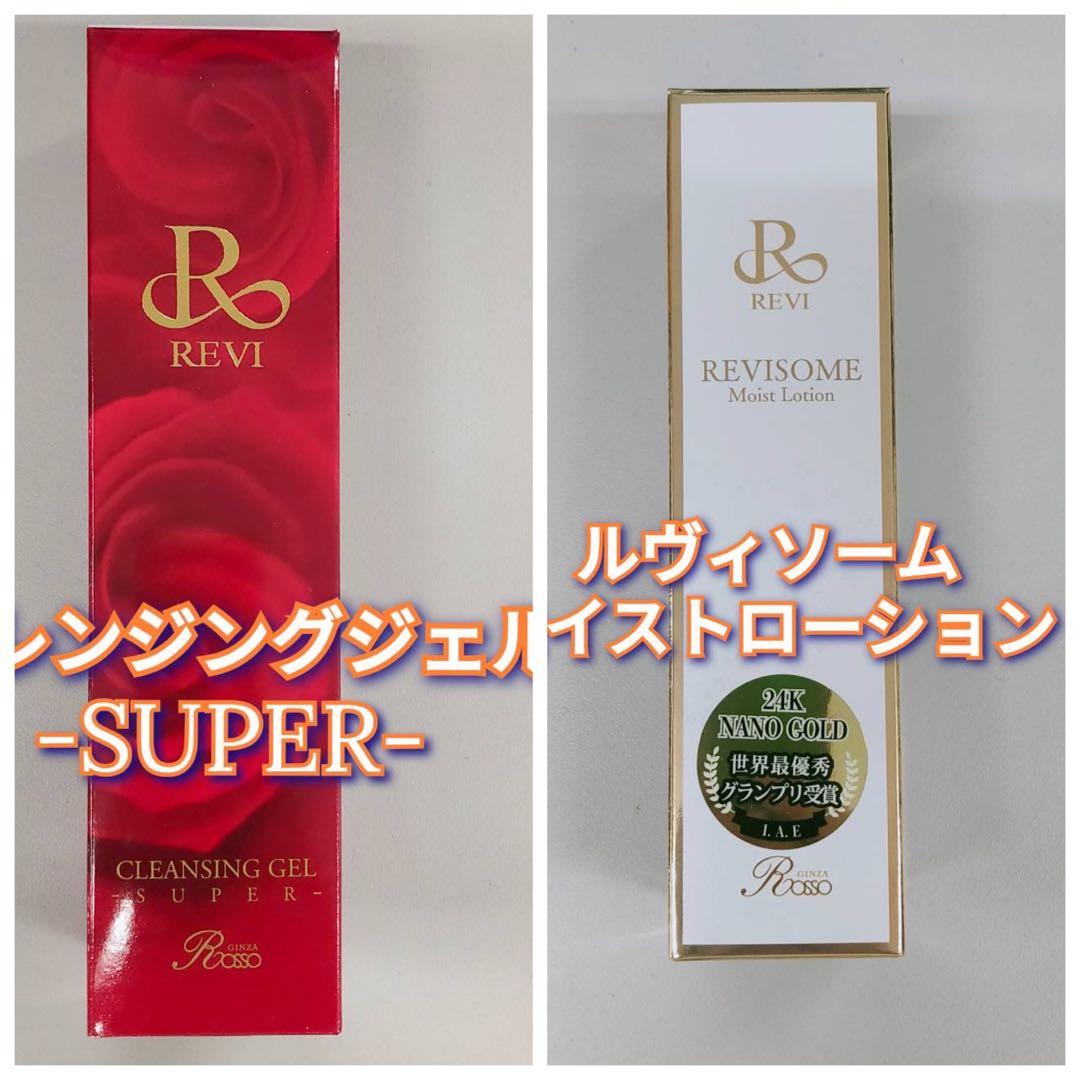 R
REVI
レンジングジェル
-SUPER-
CLEANSING GEL
-SUPER-
GINZA
Rosso
R
REVI
REVISOME
Moist Lotion
ルヴィソーム
イストローション
24K
NANO GOLD
世界最優秀
グランプリ受賞
I.A.E
GINZA
Rosso